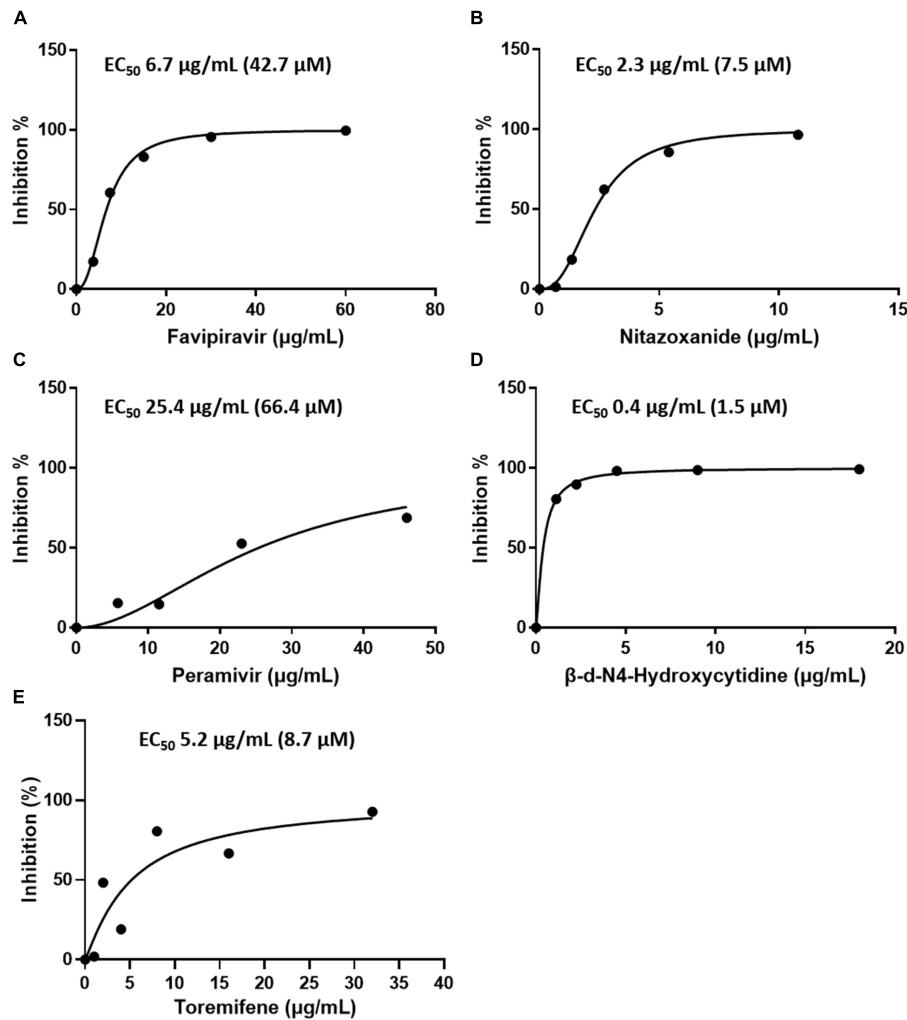 A
EC50 6.7 µg/mL (42.7 µM)
Inhibition %
150
100
50
0
0 20 40 60 80
Favipiravir (µg/mL)
B
EC50 2.3 µg/mL (7.5 µM)
Inhibition %
150
100
50
0
0 5 10 15
Nitazoxanide (µg/mL)
C
EC50 25.4 µg/mL (66.4 µM)
Inhibition %
150
100
50
0
0 10 20 30 40 50
Peramivir (µg/mL)
D
EC50 0.4 µg/mL (1.5 µM)
Inhibition %
150
100
50
0
0 5 10 15 20
β-d-N4-Hydroxycytidine (µg/mL)
E
EC50 5.2 µg/mL (8.7 µM)
Inhibition (%)
150
100
50
0
0 5 10 15 20 25 30 35 40
Toremifene (µg/mL)